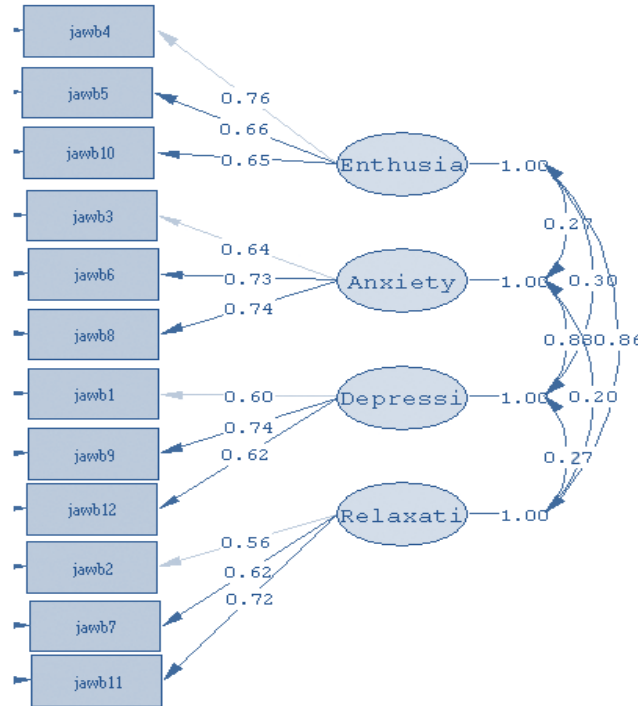 jawb4
jawb5
0.76
0.66
jawb10
0.65
Enthusia
1.00
jawb3
0.27
0.64
jawb6
0.73
Anxiety
1.00
0.30
jawb8
0.74
0.88
0.86
jawb1
0.60
Depressi
1.00
0.20
jawb9
0.74
0.62
0.27
jawb12
Relaxati
1.00
jawb2
0.56
0.62
jawb7
0.72
jawb11